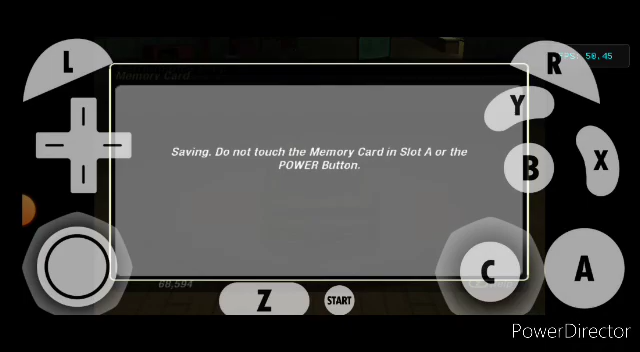 L
R
FPS: 50.45
Memory Card
Y
Saving. Do not touch the Memory Card in Slot A or the
POWER Button.
B
X
C
A
68,594
Z
START
PowerDirector